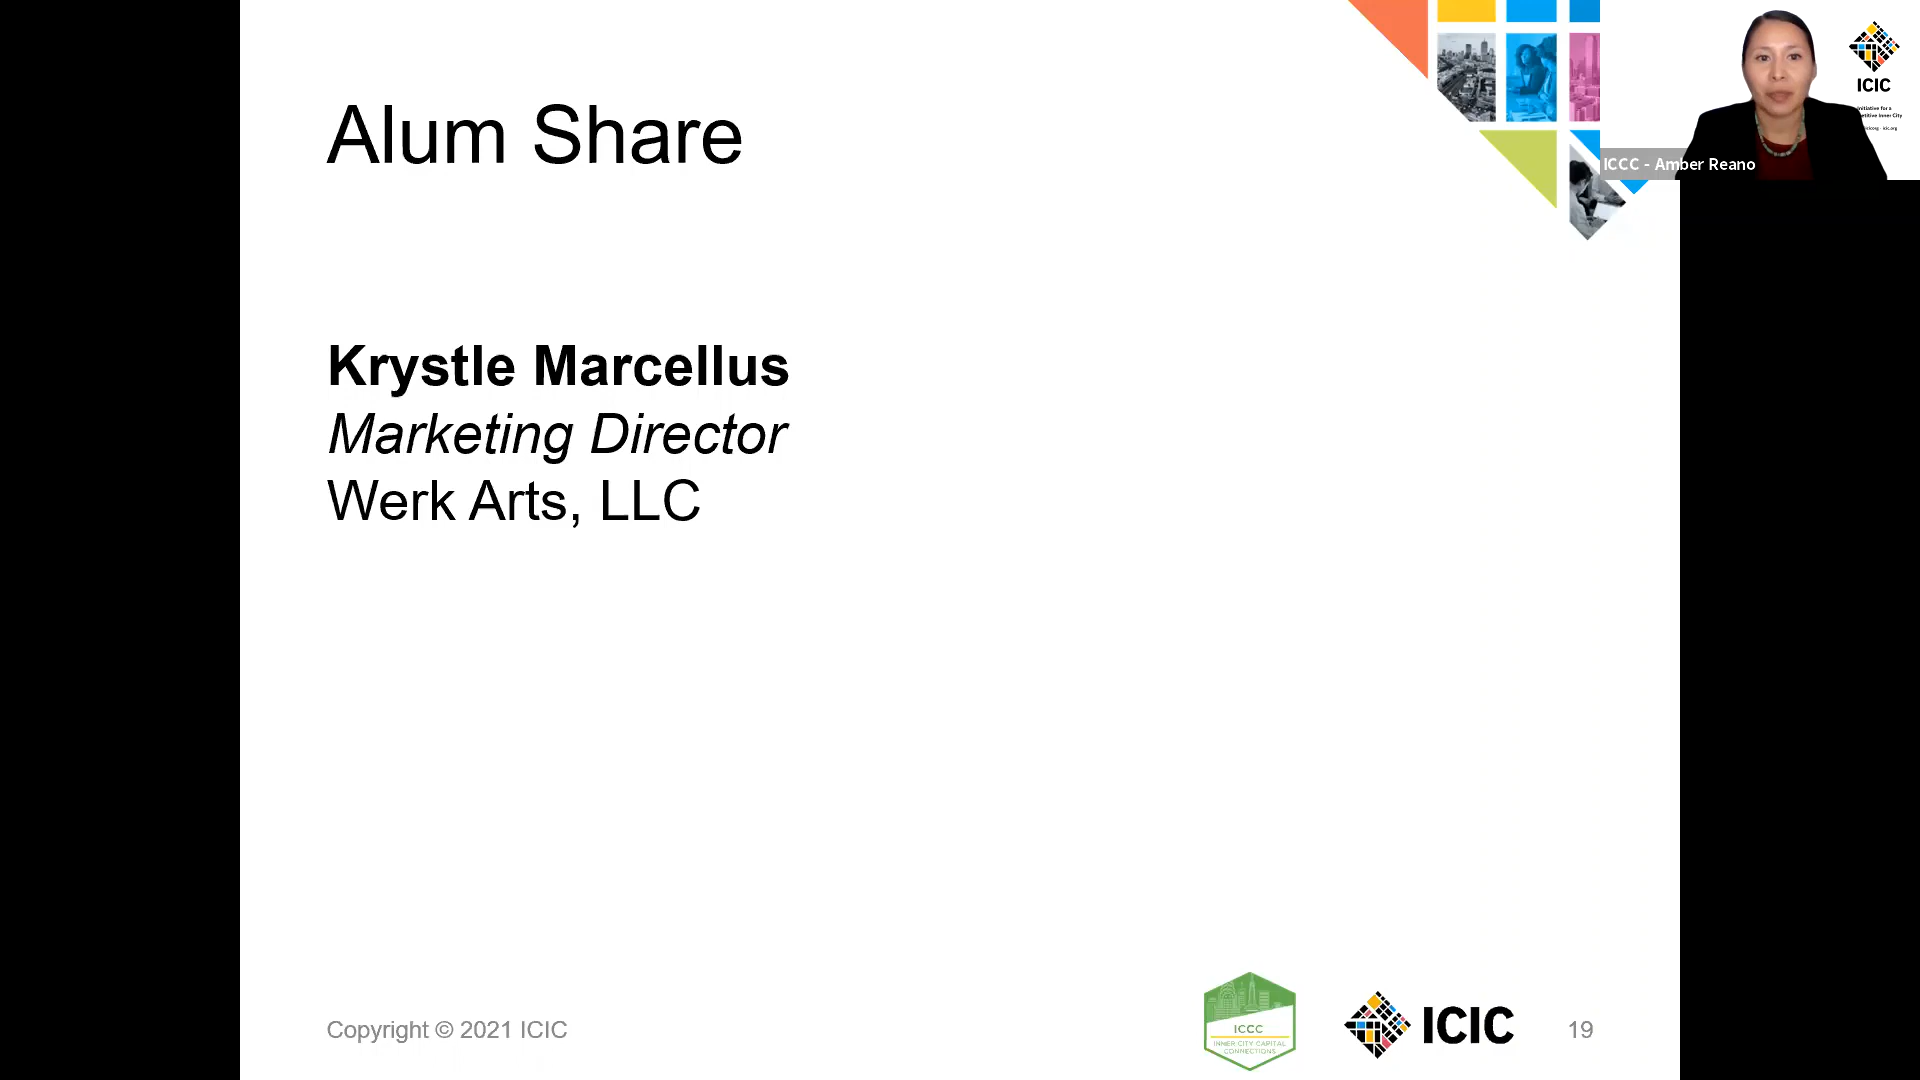 Alum Share
ICIC
ICCC - Amber Reano
Krystle Marcellus
Marketing Director
Werk Arts, LLC
Copyright © 2021 ICIC
ICCC
INNER CITY CAPITAL
CONNECTIONS
ICIC
19